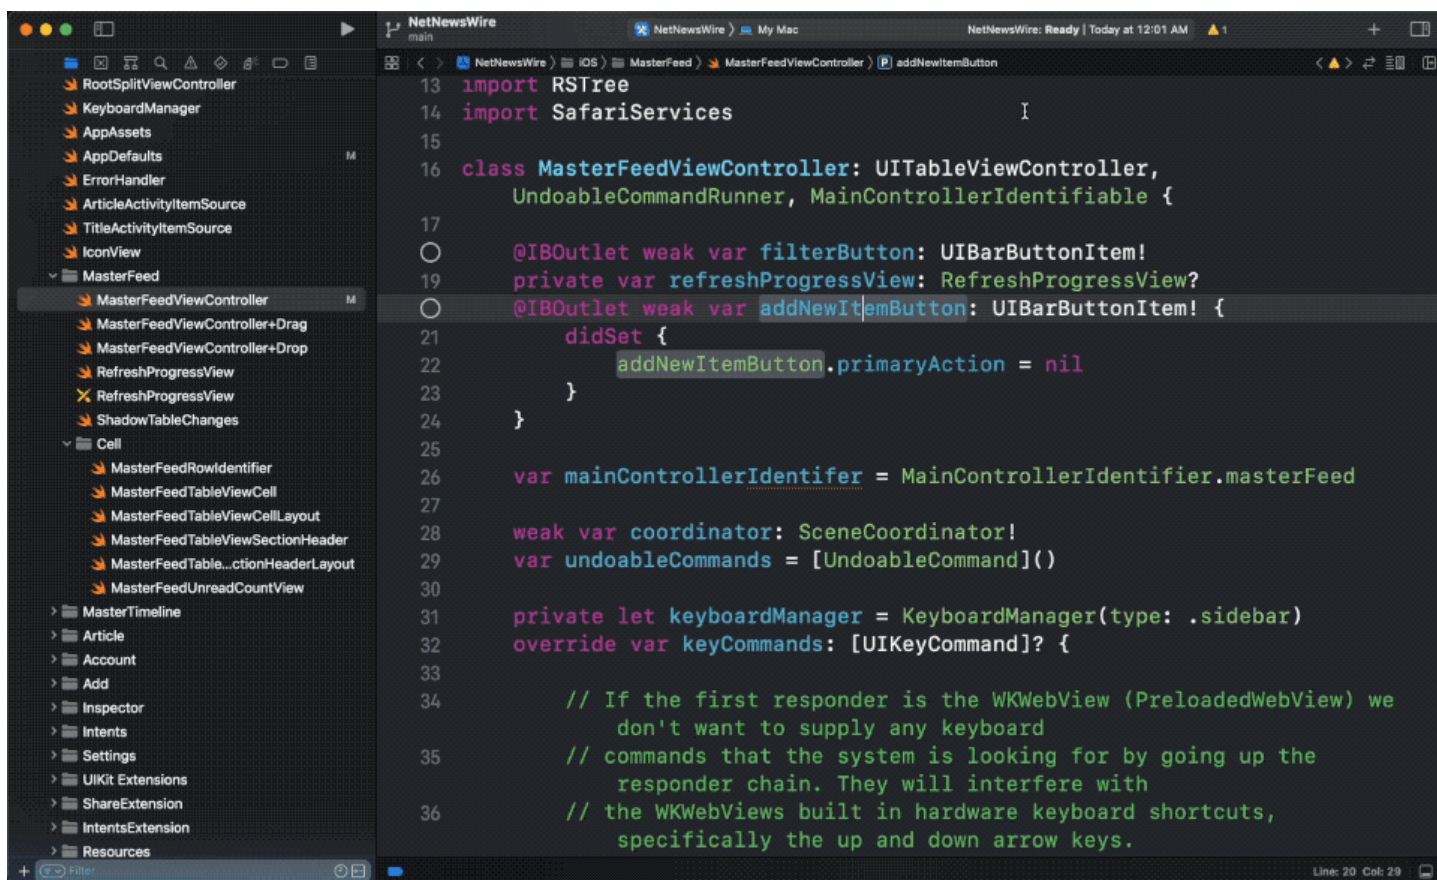 NetNewsWire
main
NetNewsWire 〉 My Mac
NetNewsWire: Ready | Today at 12:01 AM
1
NetNewsWire 〉 iOS 〉 MasterFeed 〉 MasterFeedViewController 〉 P addNewItemButton
RootSplitViewController
KeyboardManager
AppAssets
AppDefaults M
ErrorHandler
ArticleActivityItemSource
TitleActivityItemSource
IconView
MasterFeed
MasterFeedViewController M
MasterFeedViewController+Drag
MasterFeedViewController+Drop
RefreshProgressView
RefreshProgressView
ShadowTableChanges
Cell
MasterFeedRowIdentifier
MasterFeedTableViewCell
MasterFeedTableViewCellLayout
MasterFeedTableViewSectionHeader
MasterFeedTable...ctionHeaderLayout
MasterFeedUnreadCountView
MasterTimeline
Article
Account
Add
Inspector
Intents
Settings
UIKit Extensions
ShareExtension
IntentsExtension
Resources
Filter
13 import RSTree
14 import SafariServices
15
16 class MasterFeedViewController: UITableViewController,
UndoableCommandRunner, MainControllerIdentifiable {
17
@IBOutlet weak var filterButton: UIBarButtonItem!
19 private var refreshProgressView: RefreshProgressView?
@IBOutlet weak var addNewItemButton: UIBarButtonItem! {
21 didSet {
22 addNewItemButton.primaryAction = nil
23 }
24 }
25
26 var mainControllerIdentifer = MainControllerIdentifier.masterFeed
27
28 weak var coordinator: SceneCoordinator!
29 var undoableCommands = [UndoableCommand]()
30
31 private let keyboardManager = KeyboardManager(type: .sidebar)
32 override var keyCommands: [UIKeyCommand]? {
33
34 // If the first responder is the WKWebView (PreloadedWebView) we
don't want to supply any keyboard
35 // commands that the system is looking for by going up the
responder chain. They will interfere with
36 // the WKWebViews built in hardware keyboard shortcuts,
specifically the up and down arrow keys.
Line: 20 Col: 29